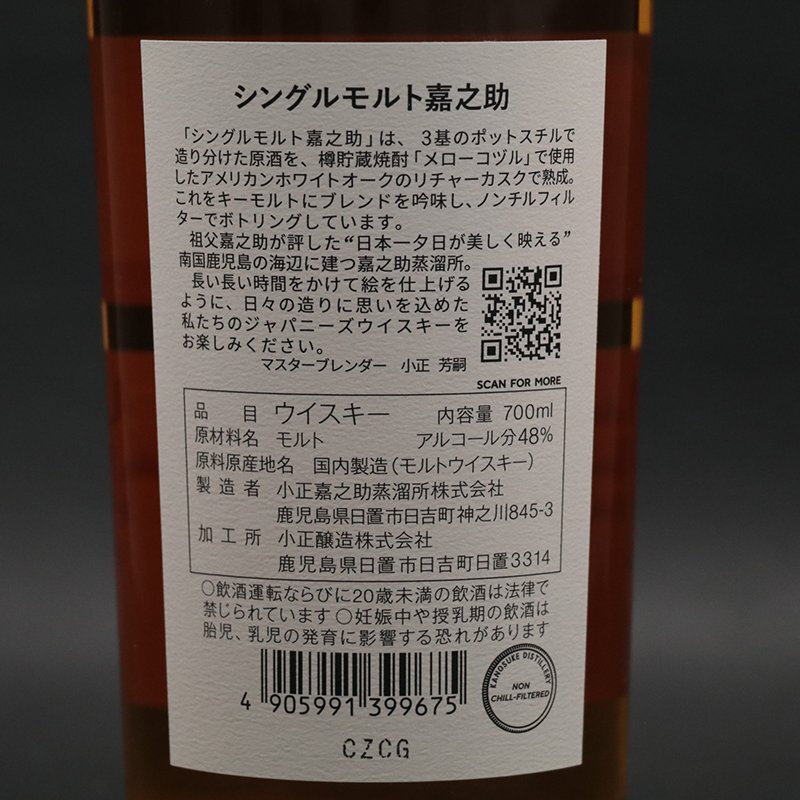 シングルモルト嘉之助
「シングルモルト嘉之助」は、3基のポットスチルで
造り分けた原酒を、樽貯蔵焼酎「メローコヅル」で使用
したアメリカンホワイトオークのリチャーカスクで熟成。
これをキーモルトにブレンドを吟味し、ノンチルフィル
ターでボトリングしています。
祖父嘉之助が評した“日本一夕日が美しく映える”
南国鹿児島の海辺に建つ嘉之助蒸溜所。
長い長い時間をかけて絵を仕上げる
ように、日々の造りに思いを込めた
私たちのジャパニーズウイスキーを
お楽しみください。
マスターブレンダー 小正 芳嗣
SCAN FOR MORE
品目 ウイスキー 内容量 700ml
原材料名 モルト アルコール分48%
原料原産地名 国内製造（モルトウイスキー）
製造者 小正嘉之助蒸溜所株式会社
鹿児島県日置市日吉町神之川845-3
加工所 小正醸造株式会社
鹿児島県日置市日吉町日置3314
○飲酒運転ならびに20歳未満の飲酒は法律で
禁じられています ○妊娠中や授乳期の飲酒は
胎児、乳児の発育に影響する恐れがあります
4 905991 399675
KANOSUKE DISTILLERY
NON
CHILL-FILTERED
CZCG